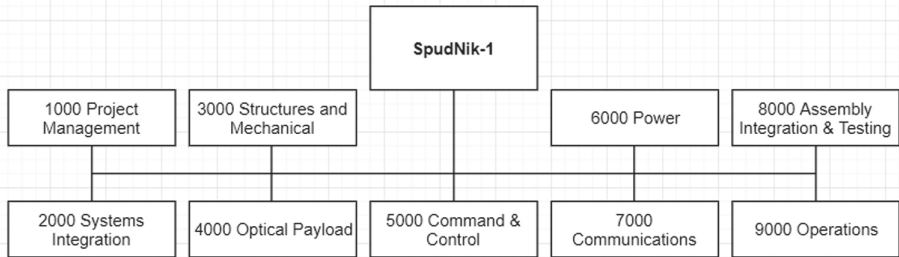 SpudNik-1
1000 Project
Management
3000 Structures and
Mechanical
6000 Power
8000 Assembly
Integration & Testing
2000 Systems
Integration
4000 Optical Payload
5000 Command &
Control
7000
Communications
9000 Operations